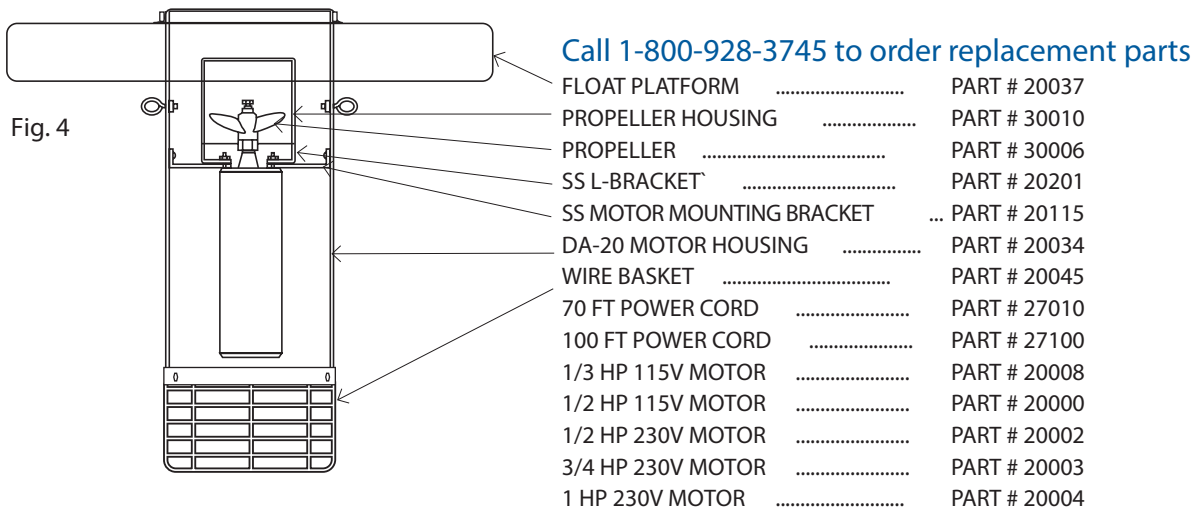 Call 1-800-928-3745 to order replacement parts
FLOAT PLATFORM .......................... PART # 20037
Fig. 4
PROPELLER HOUSING ................... PART # 30010
PROPELLER ..................................... PART # 30006
SS L-BRACKET` ............................... PART # 20201
SS MOTOR MOUNTING BRACKET ... PART # 20115
DA-20 MOTOR HOUSING ................ PART # 20034
WIRE BASKET .................................. PART # 20045
70 FT POWER CORD ....................... PART # 27010
100 FT POWER CORD ..................... PART # 27100
1/3 HP 115V MOTOR ....................... PART # 20008
1/2 HP 115V MOTOR ....................... PART # 20000
1/2 HP 230V MOTOR ....................... PART # 20002
3/4 HP 230V MOTOR ....................... PART # 20003
1 HP 230V MOTOR .......................... PART # 20004